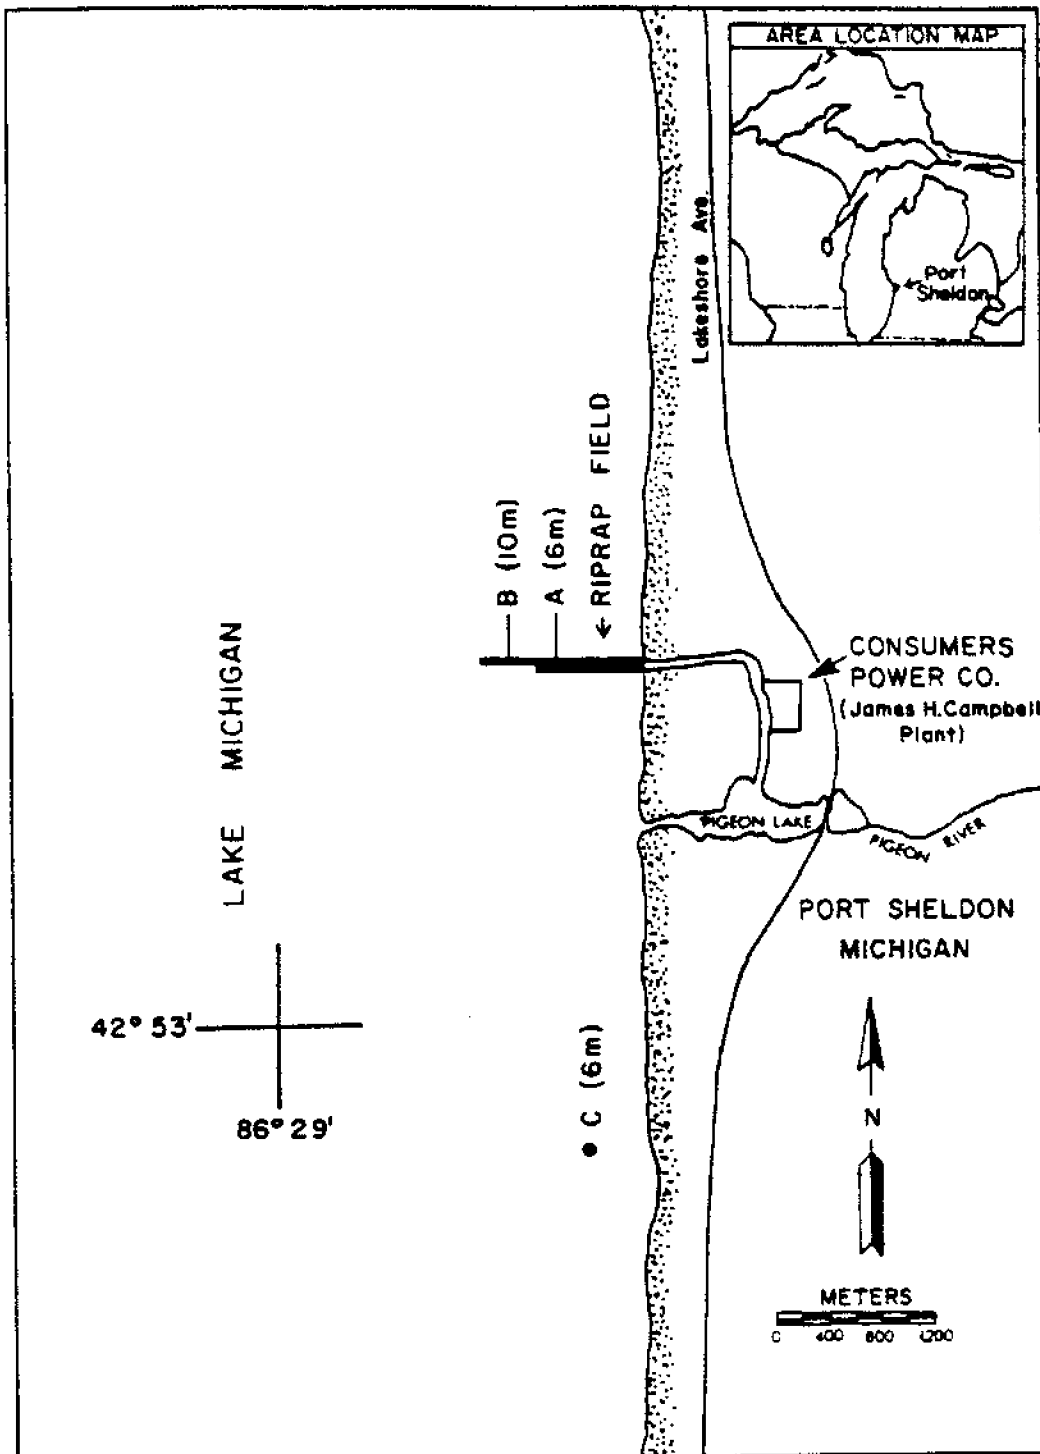 AREA LOCATION MAP
Port
Sheldon
Lakeshore Ave.
B (10m)
A (6m)
RIPRAP FIELD
CONSUMERS
POWER CO.
(James H. Campbell
Plant)
LAKE MICHIGAN
PIGEON LAKE
PIGEON RIVER
PORT SHELDON
MICHIGAN
42° 53'
86° 29'
C (6m)
N
METERS
0 400 800 1200